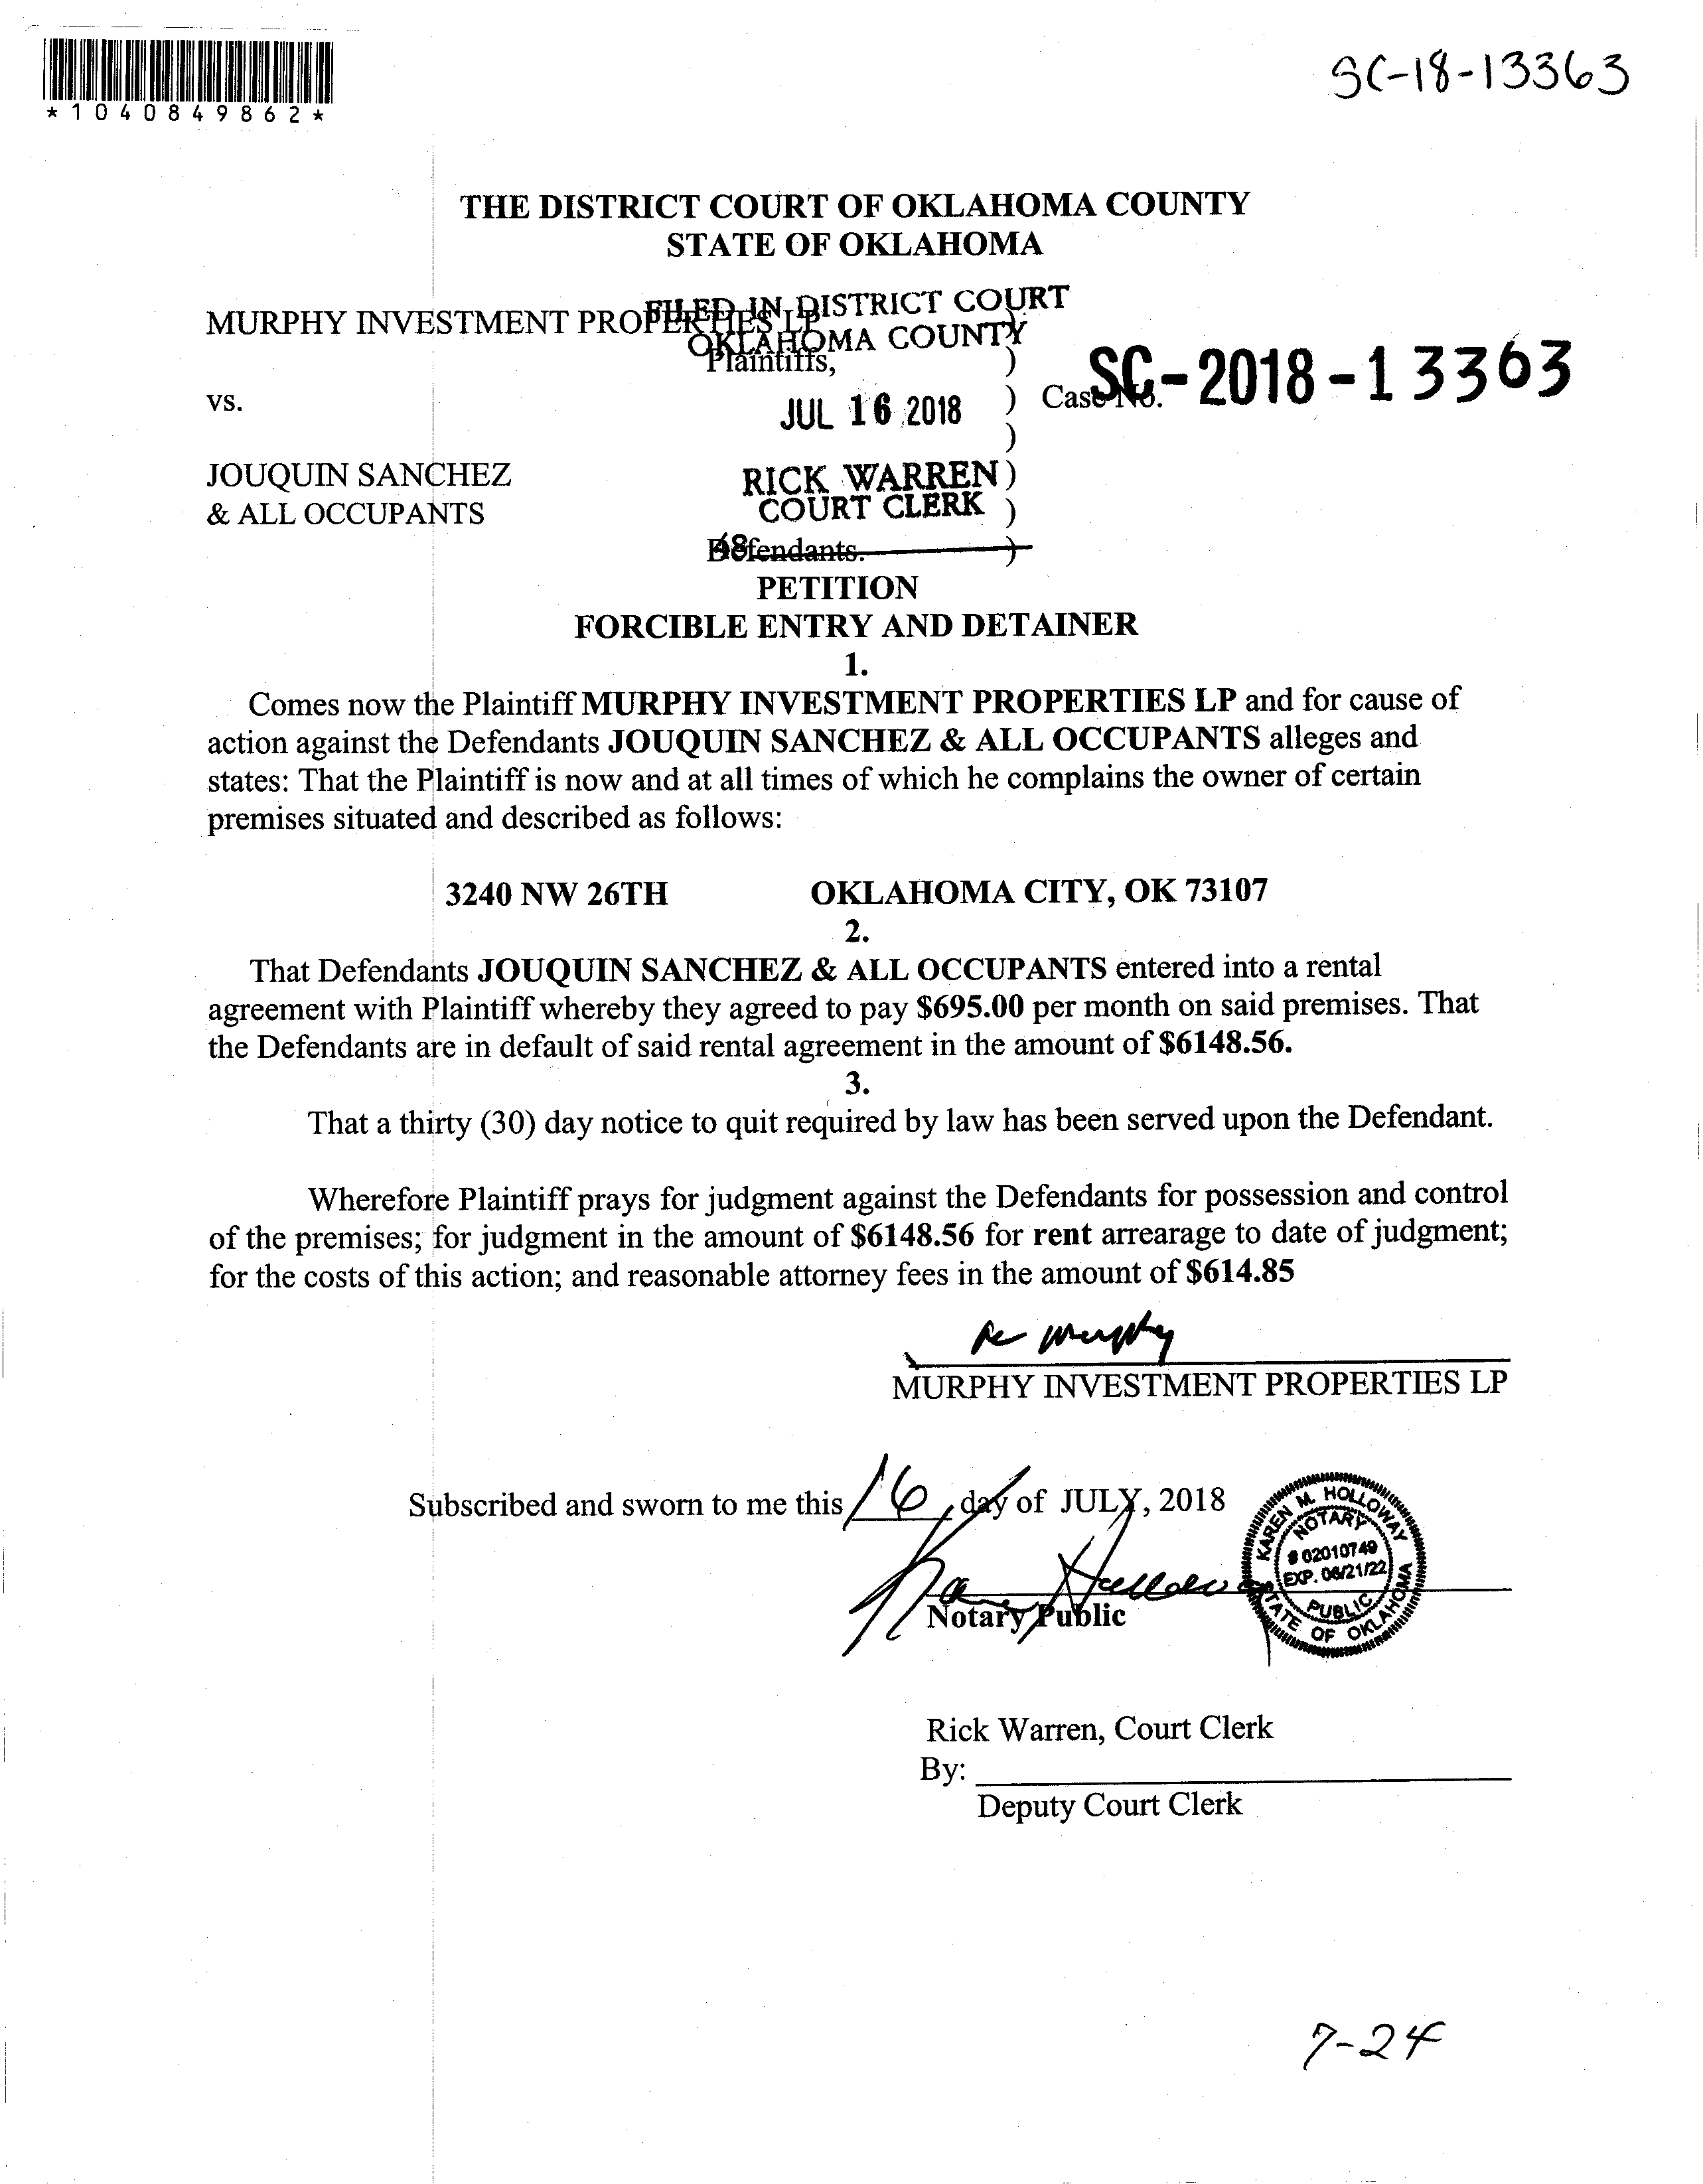 *1040849862*
SC-18-13363
THE DISTRICT COURT OF OKLAHOMA COUNTY
STATE OF OKLAHOMA
MURPHY INVESTMENT PROPERTIES LP )
FILED IN DISTRICT COURT
OKLAHOMA COUNTY
Plaintiffs, )
vs. ) Case No. SC-2018-13363
JUL 16 2018
)
JOUQUIN SANCHEZ )
RICK WARREN
& ALL OCCUPANTS )
COURT CLERK
48
Defendants. )
PETITION
FORCIBLE ENTRY AND DETAINER
1.
Comes now the Plaintiff MURPHY INVESTMENT PROPERTIES LP and for cause of
action against the Defendants JOUQUIN SANCHEZ & ALL OCCUPANTS alleges and
states: That the Plaintiff is now and at all times of which he complains the owner of certain
premises situated and described as follows:
3240 NW 26TH OKLAHOMA CITY, OK 73107
2.
That Defendants JOUQUIN SANCHEZ & ALL OCCUPANTS entered into a rental
agreement with Plaintiff whereby they agreed to pay $695.00 per month on said premises. That
the Defendants are in default of said rental agreement in the amount of $6148.56.
3.
That a thirty (30) day notice to quit required by law has been served upon the Defendant.
Wherefore Plaintiff prays for judgment against the Defendants for possession and control
of the premises; for judgment in the amount of $6148.56 for rent arrearage to date of judgment;
for the costs of this action; and reasonable attorney fees in the amount of $614.85
Murphy
MURPHY INVESTMENT PROPERTIES LP
Subscribed and sworn to me this 16 day of JULY, 2018
KAREN M. HOLLOWAY
NOTARY
# 02010749
EXP. 06/21/22
PUBLIC
STATE OF OKLAHOMA
Notary Public
Rick Warren, Court Clerk
By:
Deputy Court Clerk
7-24